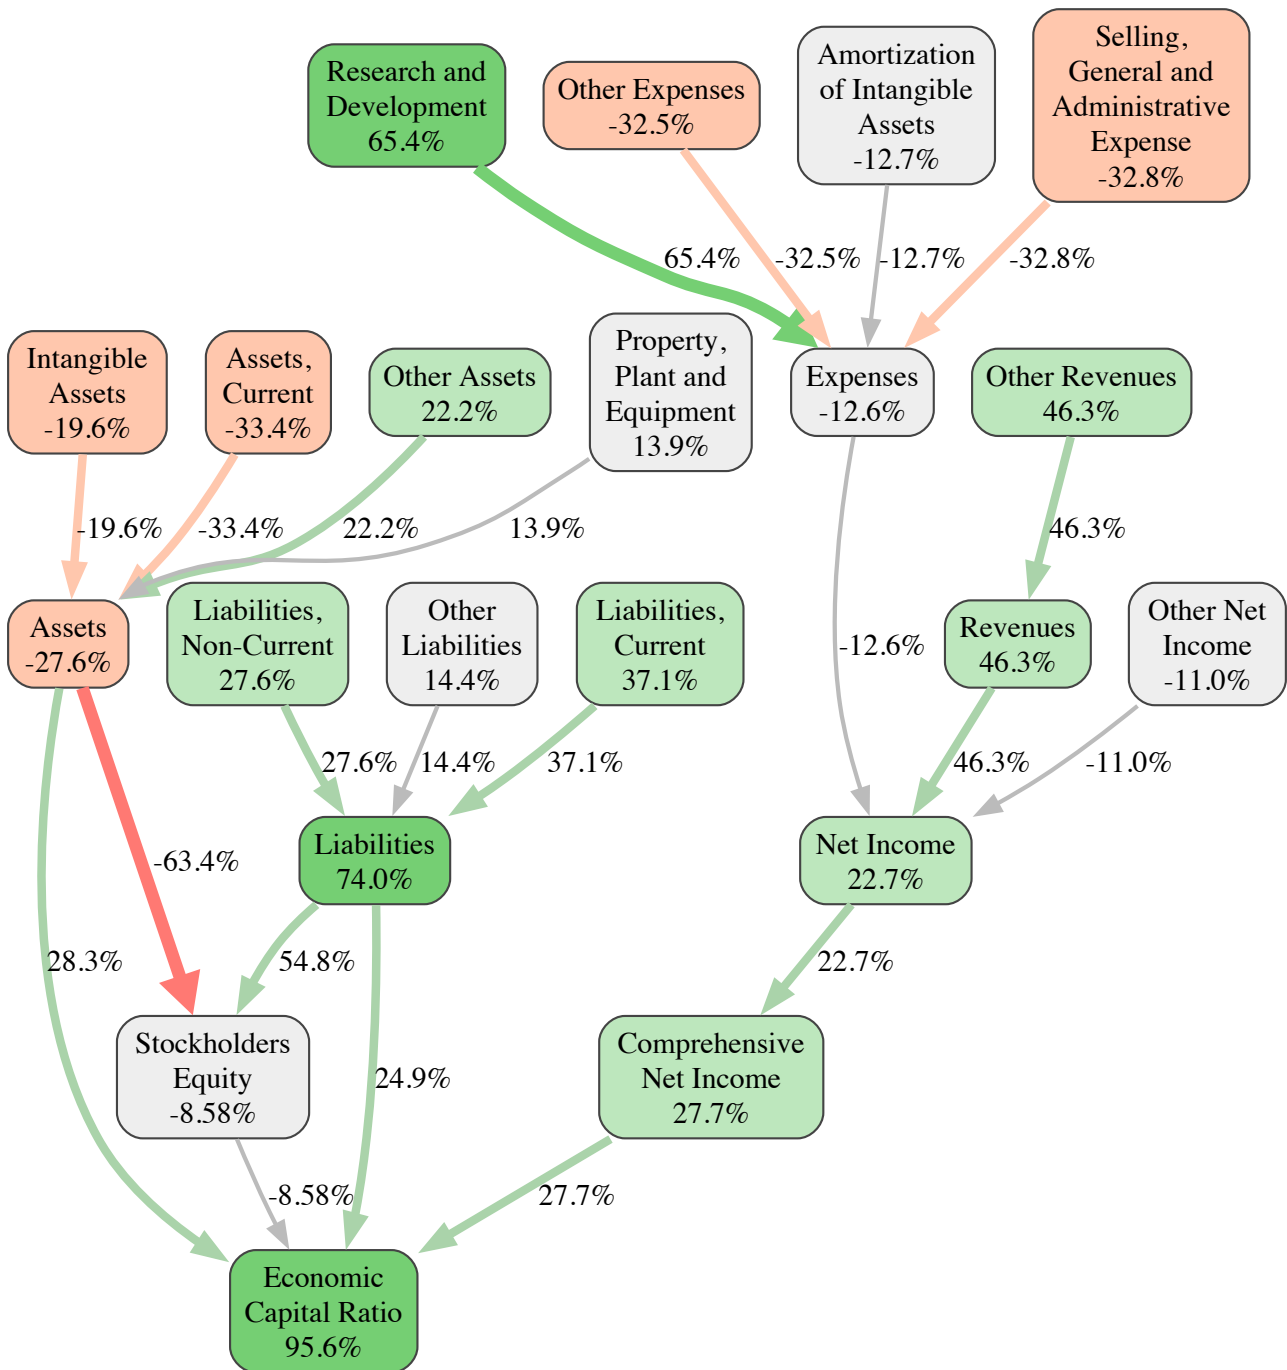 Research and
Development
65.4%
Other Expenses
-32.5%
Amortization
of Intangible
Assets
-12.7%
Selling,
General and
Administrative
Expense
-32.8%
65.4%
-32.5%
-12.7%
-32.8%
Intangible
Assets
-19.6%
Assets,
Current
-33.4%
Other Assets
22.2%
Property,
Plant and
Equipment
13.9%
Expenses
-12.6%
Other Revenues
46.3%
-19.6%
-33.4%
22.2%
13.9%
46.3%
Assets
-27.6%
Liabilities,
Non-Current
27.6%
Other
Liabilities
14.4%
Liabilities,
Current
37.1%
-12.6%
Revenues
46.3%
Other Net
Income
-11.0%
27.6%
14.4%
37.1%
46.3%
-11.0%
-63.4%
Liabilities
74.0%
Net Income
22.7%
28.3%
54.8%
22.7%
Stockholders
Equity
-8.58%
24.9%
Comprehensive
Net Income
27.7%
-8.58%
27.7%
Economic
Capital Ratio
95.6%